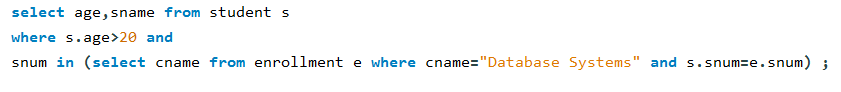 select age,sname from student s
where s.age>20 and
snum in (select cname from enrollment e where cname="Database Systems" and s.snum=e.snum) ;